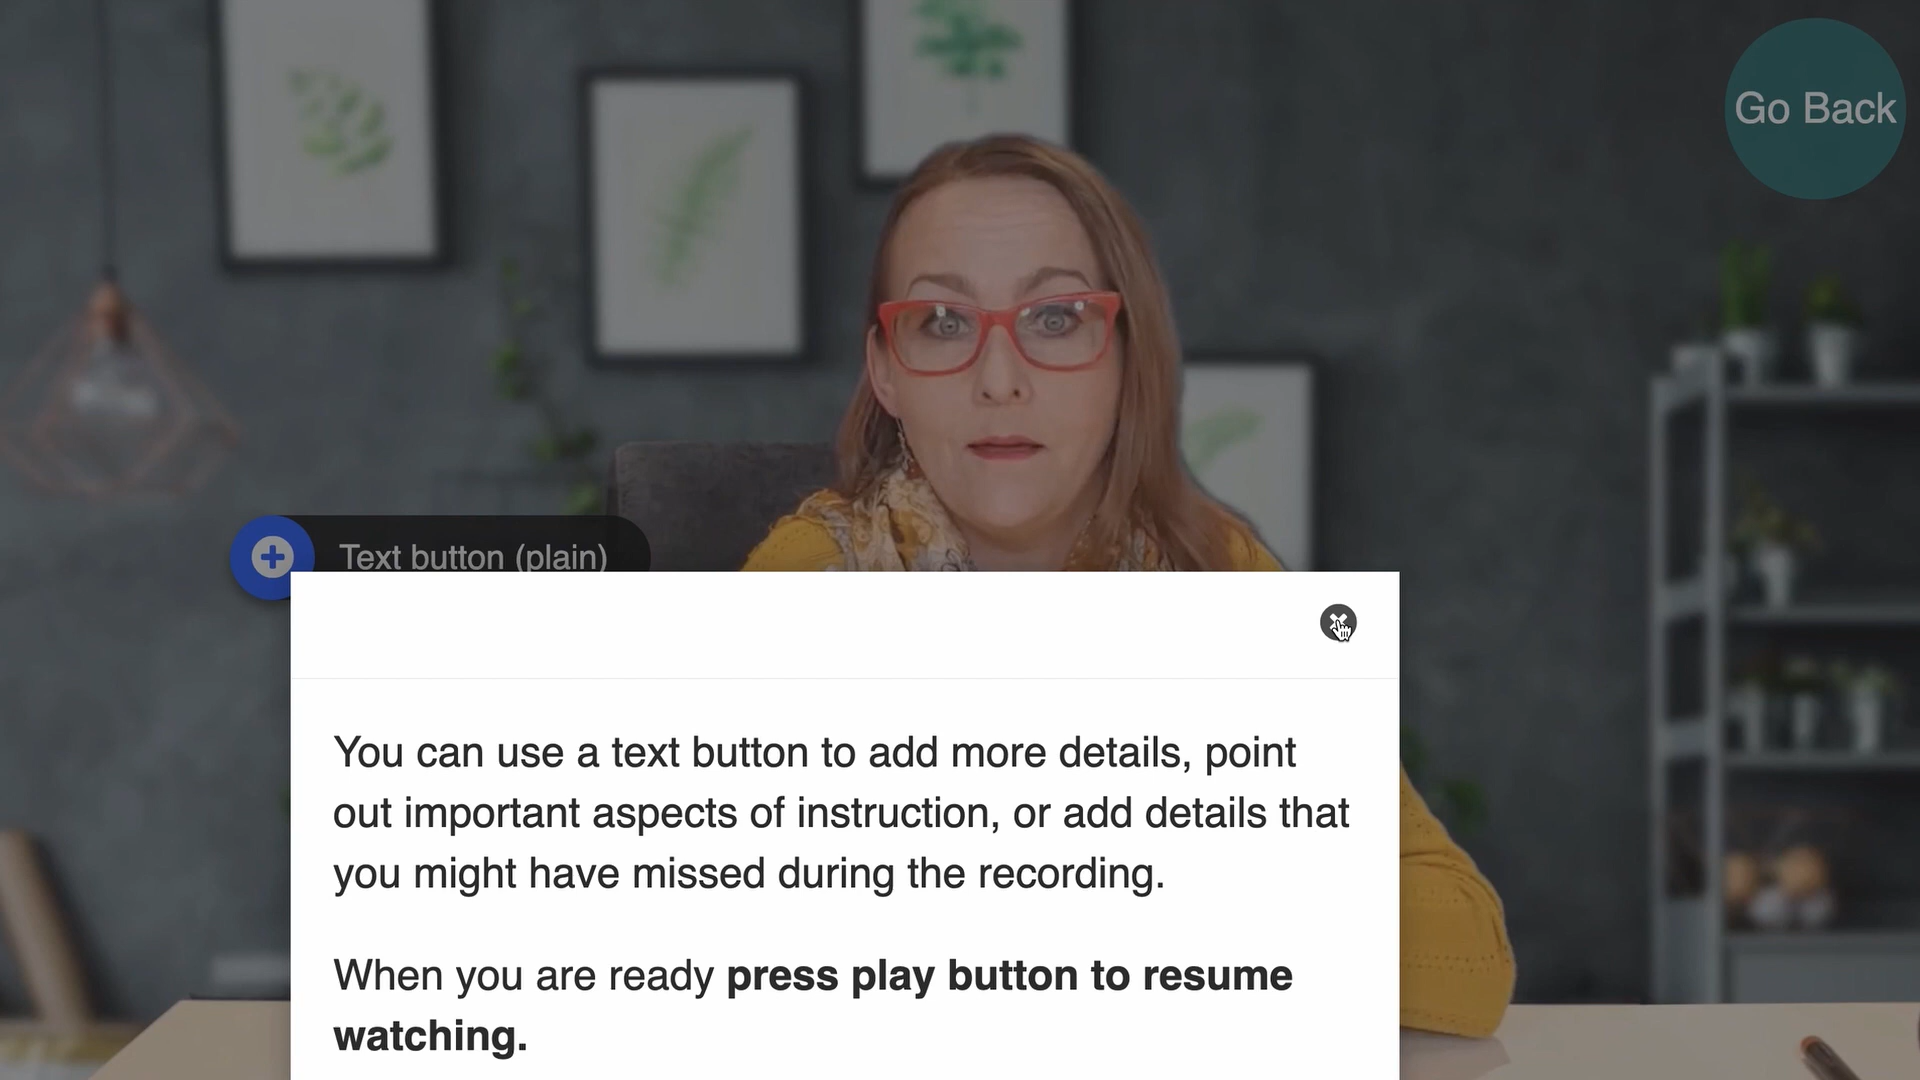 Go Back
Text button (plain)
You can use a text button to add more details, point
out important aspects of instruction, or add details that
you might have missed during the recording.
When you are ready press play button to resume
watching.